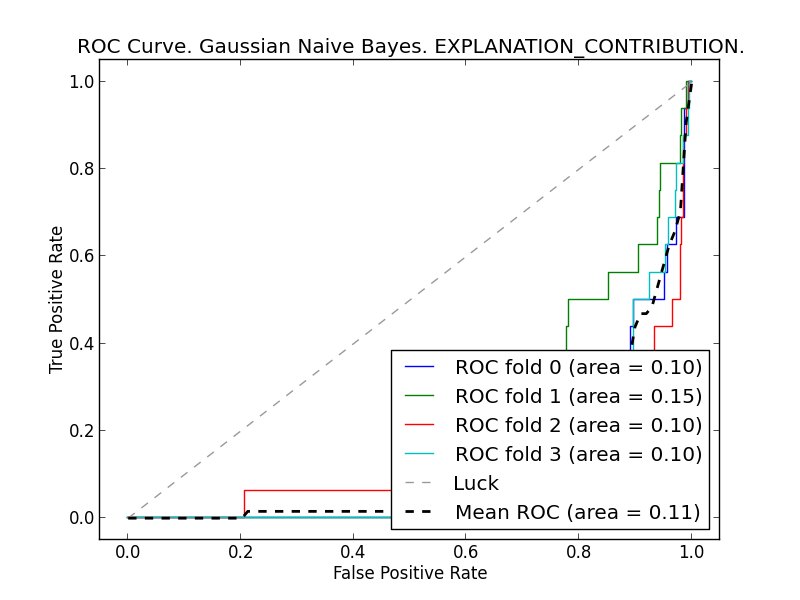 ROC Curve. Gaussian Naive Bayes. EXPLANATION_CONTRIBUTION.
True Positive Rate
1.0
0.8
0.6
0.4
0.2
0.0
ROC fold 0 (area = 0.10)
ROC fold 1 (area = 0.15)
ROC fold 2 (area = 0.10)
ROC fold 3 (area = 0.10)
Luck
Mean ROC (area = 0.11)
0.0 0.2 0.4 0.6 0.8 1.0
False Positive Rate